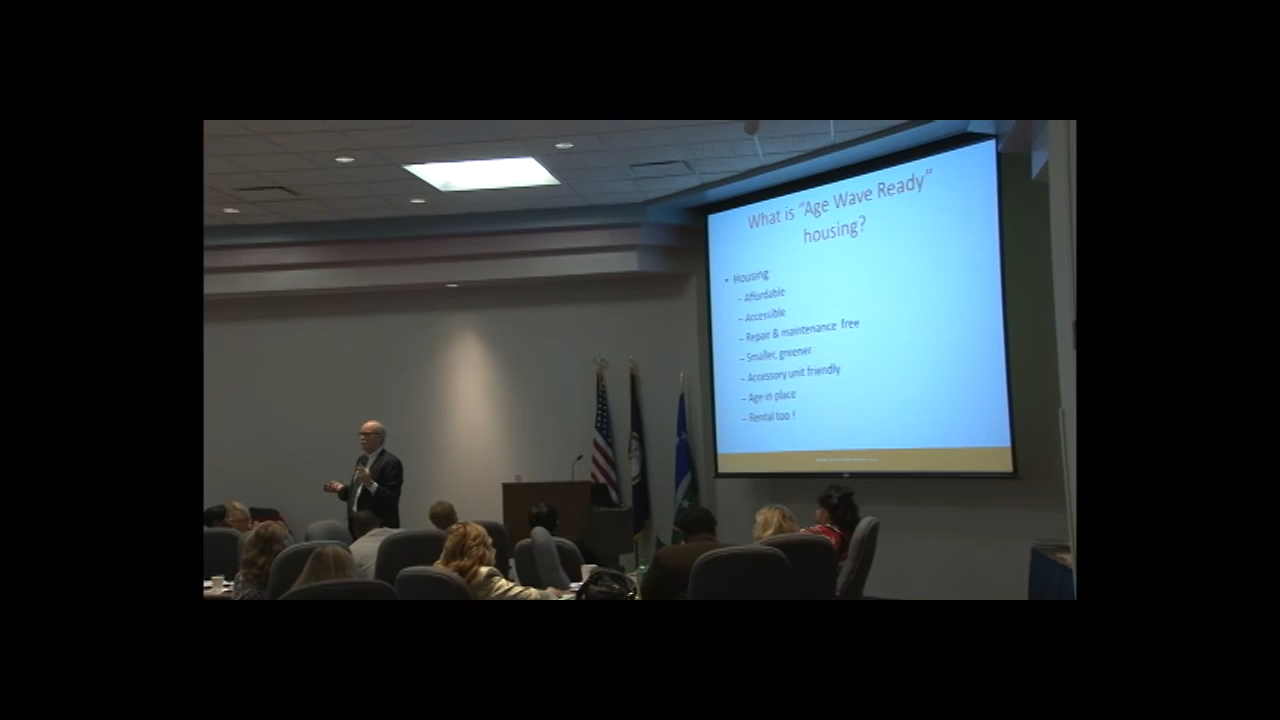 What is “Age Wave Ready”
housing?
• Housing
– Affordable
– Accessible
– Repair & maintenance free
– Smaller, greener
– Accessory unit friendly
– Age in place
– Rental too !